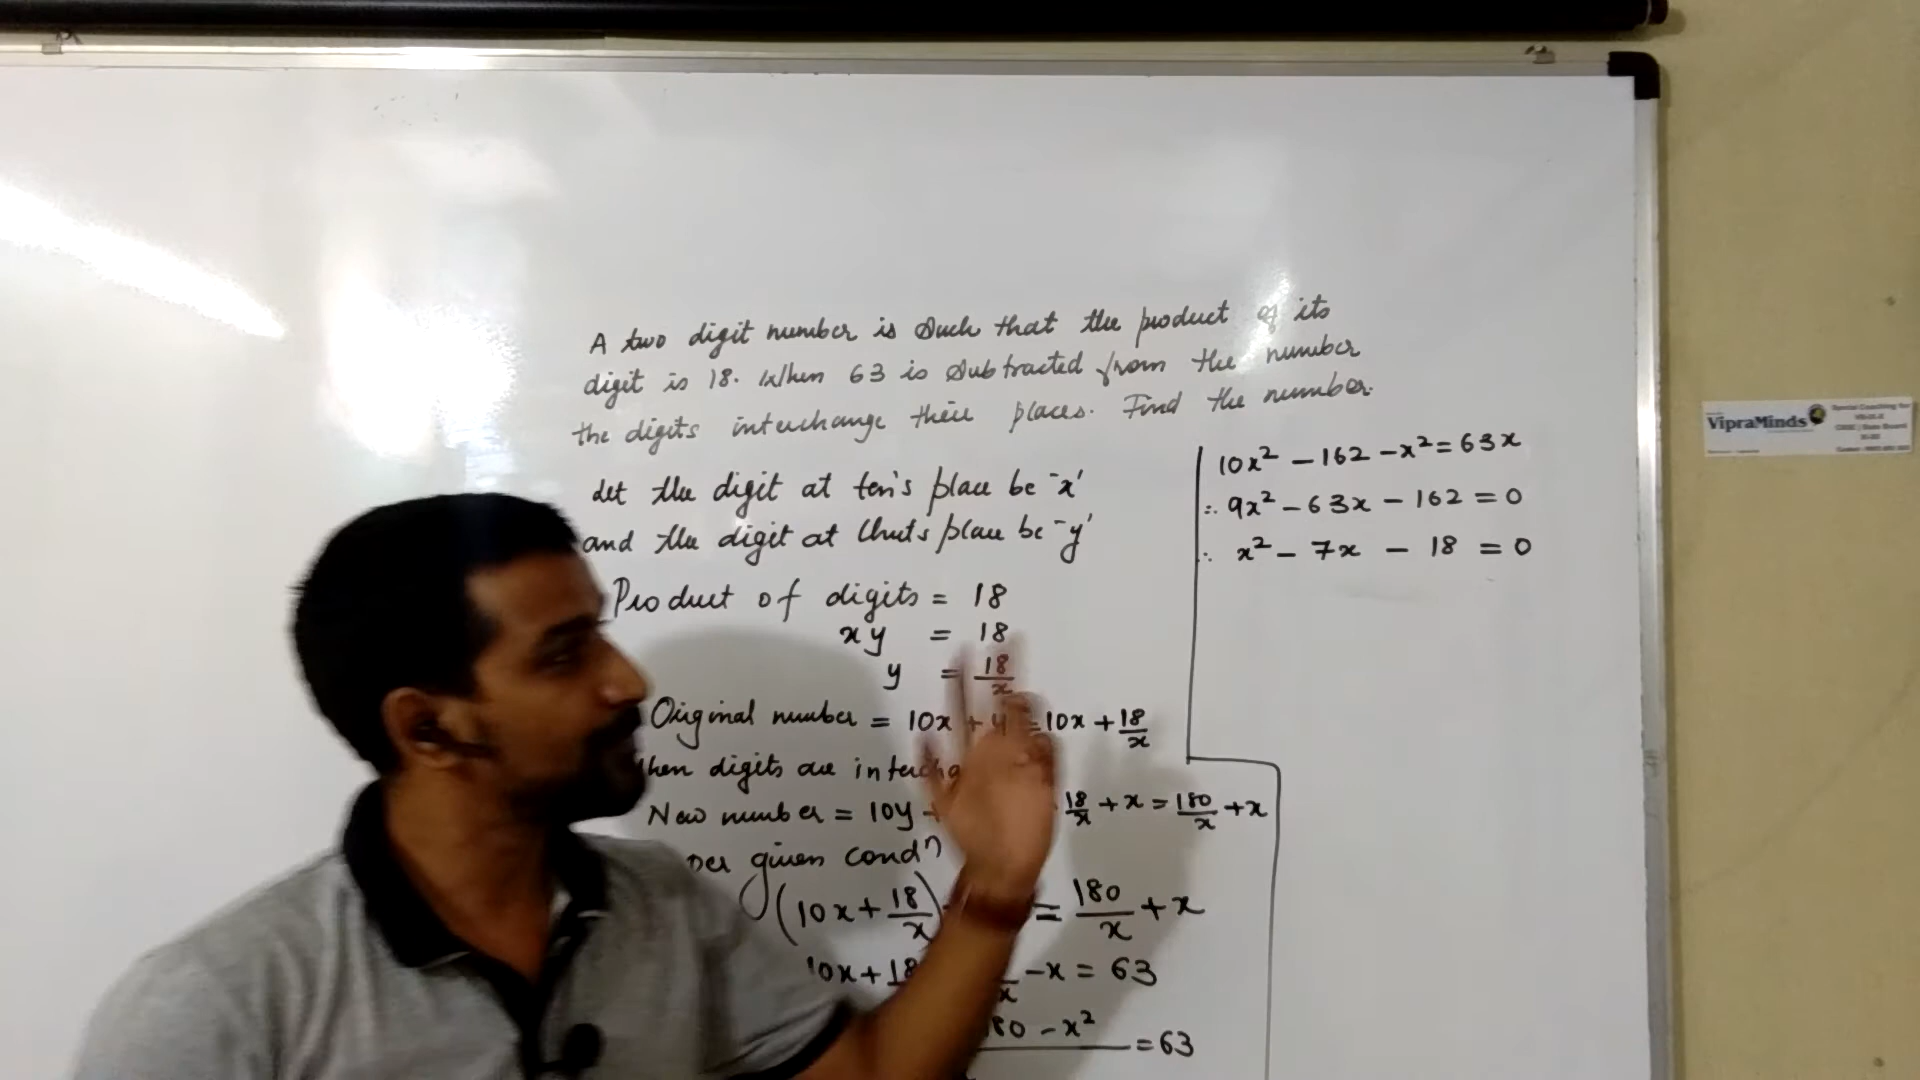 A two digit number is such that the product of its
digit is 18. When 63 is subtracted from the number
the digits interchange their places. Find the number.
Let the digit at ten's place be 'x'
and the digit at Unit's place be 'y'
Product of digits = 18
xy = 18
y = 18/x
Original number = 10x + y = 10x + 18/x
when digits are intercha
New number = 10y + 18/x + x = 180/x + x
per given condⁿ
(10x + 18/x) = 180/x + x
10x + 18 x - x = 63
80 - x² = 63
10x² - 162 - x² = 63x
∴ 9x² - 63x - 162 = 0
∴ x² - 7x - 18 = 0
VipraMinds